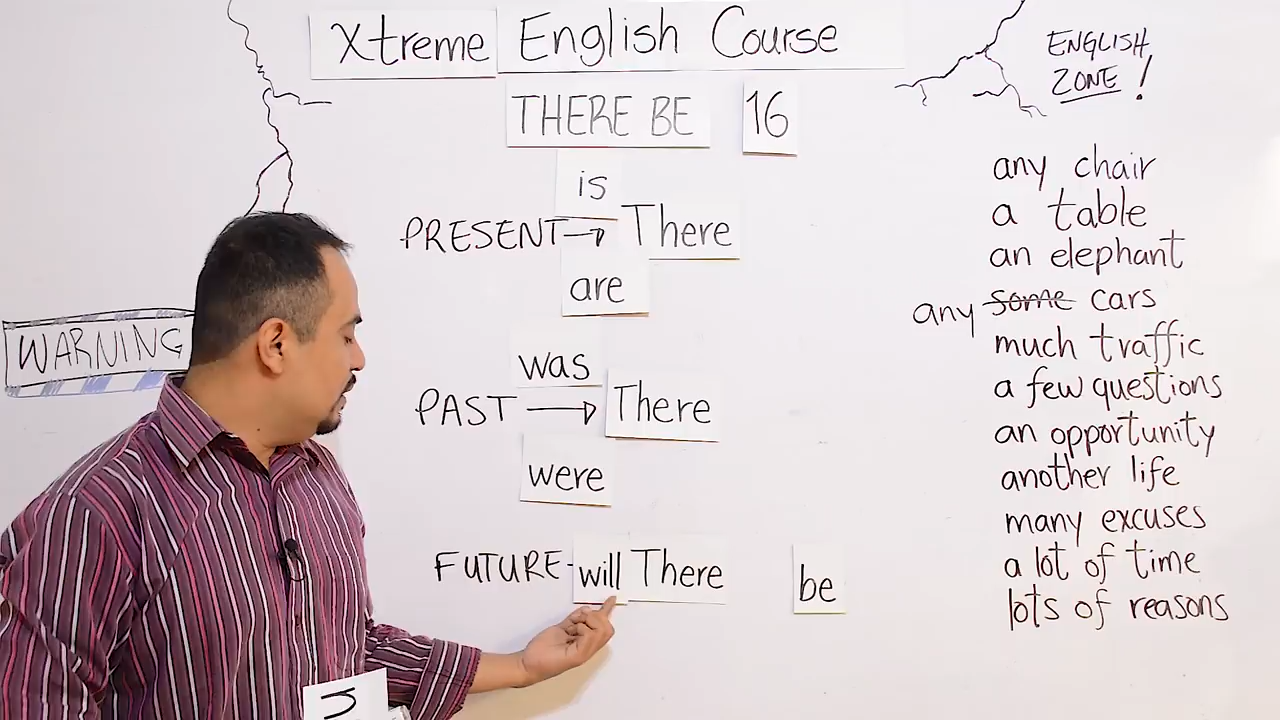 Xtreme English Course
ENGLISH
ZONE!
THERE BE 16
is
PRESENT → There
are
was
PAST → There
were
FUTURE - will There be
WARNING
any chair
a table
an elephant
any some cars
much traffic
a few questions
an opportunity
another life
many excuses
a lot of time
lots of reasons